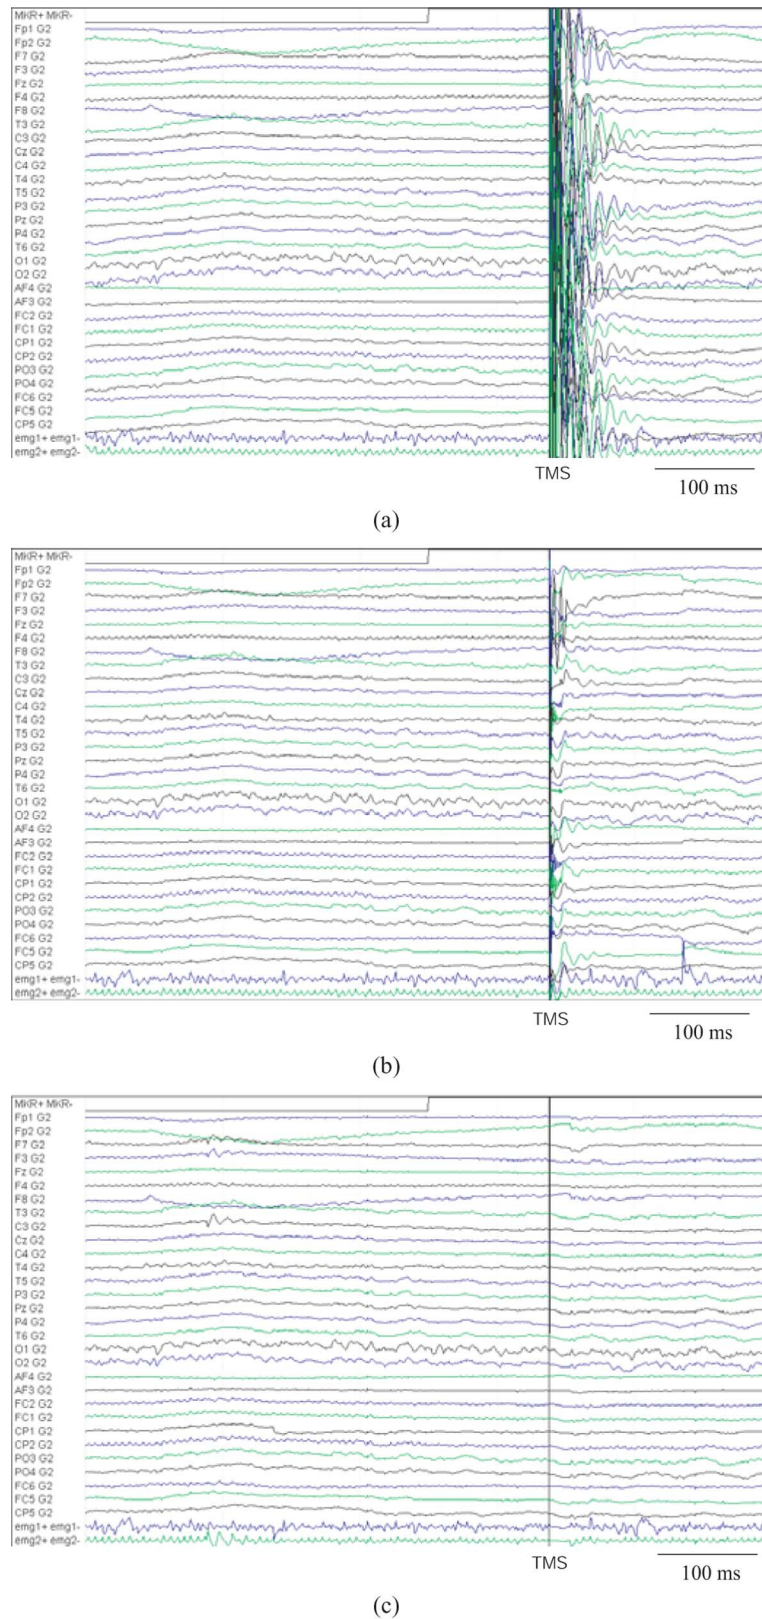 MKR+ MKR-
Fp1 G2
Fp2 G2
F7 G2
F3 G2
Fz G2
F4 G2
F8 G2
T3 G2
C3 G2
Cz G2
C4 G2
T4 G2
T5 G2
P3 G2
Pz G2
P4 G2
T6 G2
O1 G2
O2 G2
AF4 G2
AF3 G2
FC2 G2
FC1 G2
CP1 G2
CP2 G2
PO3 G2
PO4 G2
FC6 G2
FC5 G2
CP5 G2
emg1+ emg1-
emg2+ emg2-
TMS
100 ms
(a)
MKR+ MKR-
Fp1 G2
Fp2 G2
F7 G2
F3 G2
Fz G2
F4 G2
F8 G2
T3 G2
C3 G2
Cz G2
C4 G2
T4 G2
T5 G2
P3 G2
Pz G2
P4 G2
T6 G2
O1 G2
O2 G2
AF4 G2
AF3 G2
FC2 G2
FC1 G2
CP1 G2
CP2 G2
PO3 G2
PO4 G2
FC6 G2
FC5 G2
CP5 G2
emg1+ emg1-
emg2+ emg2-
TMS
100 ms
(b)
MKR+ MKR-
Fp1 G2
Fp2 G2
F7 G2
F3 G2
Fz G2
F4 G2
F8 G2
T3 G2
C3 G2
Cz G2
C4 G2
T4 G2
T5 G2
P3 G2
Pz G2
P4 G2
T6 G2
O1 G2
O2 G2
AF4 G2
AF3 G2
FC2 G2
FC1 G2
CP1 G2
CP2 G2
PO3 G2
PO4 G2
FC6 G2
FC5 G2
CP5 G2
emg1+ emg1-
emg2+ emg2-
TMS
100 ms
(c)